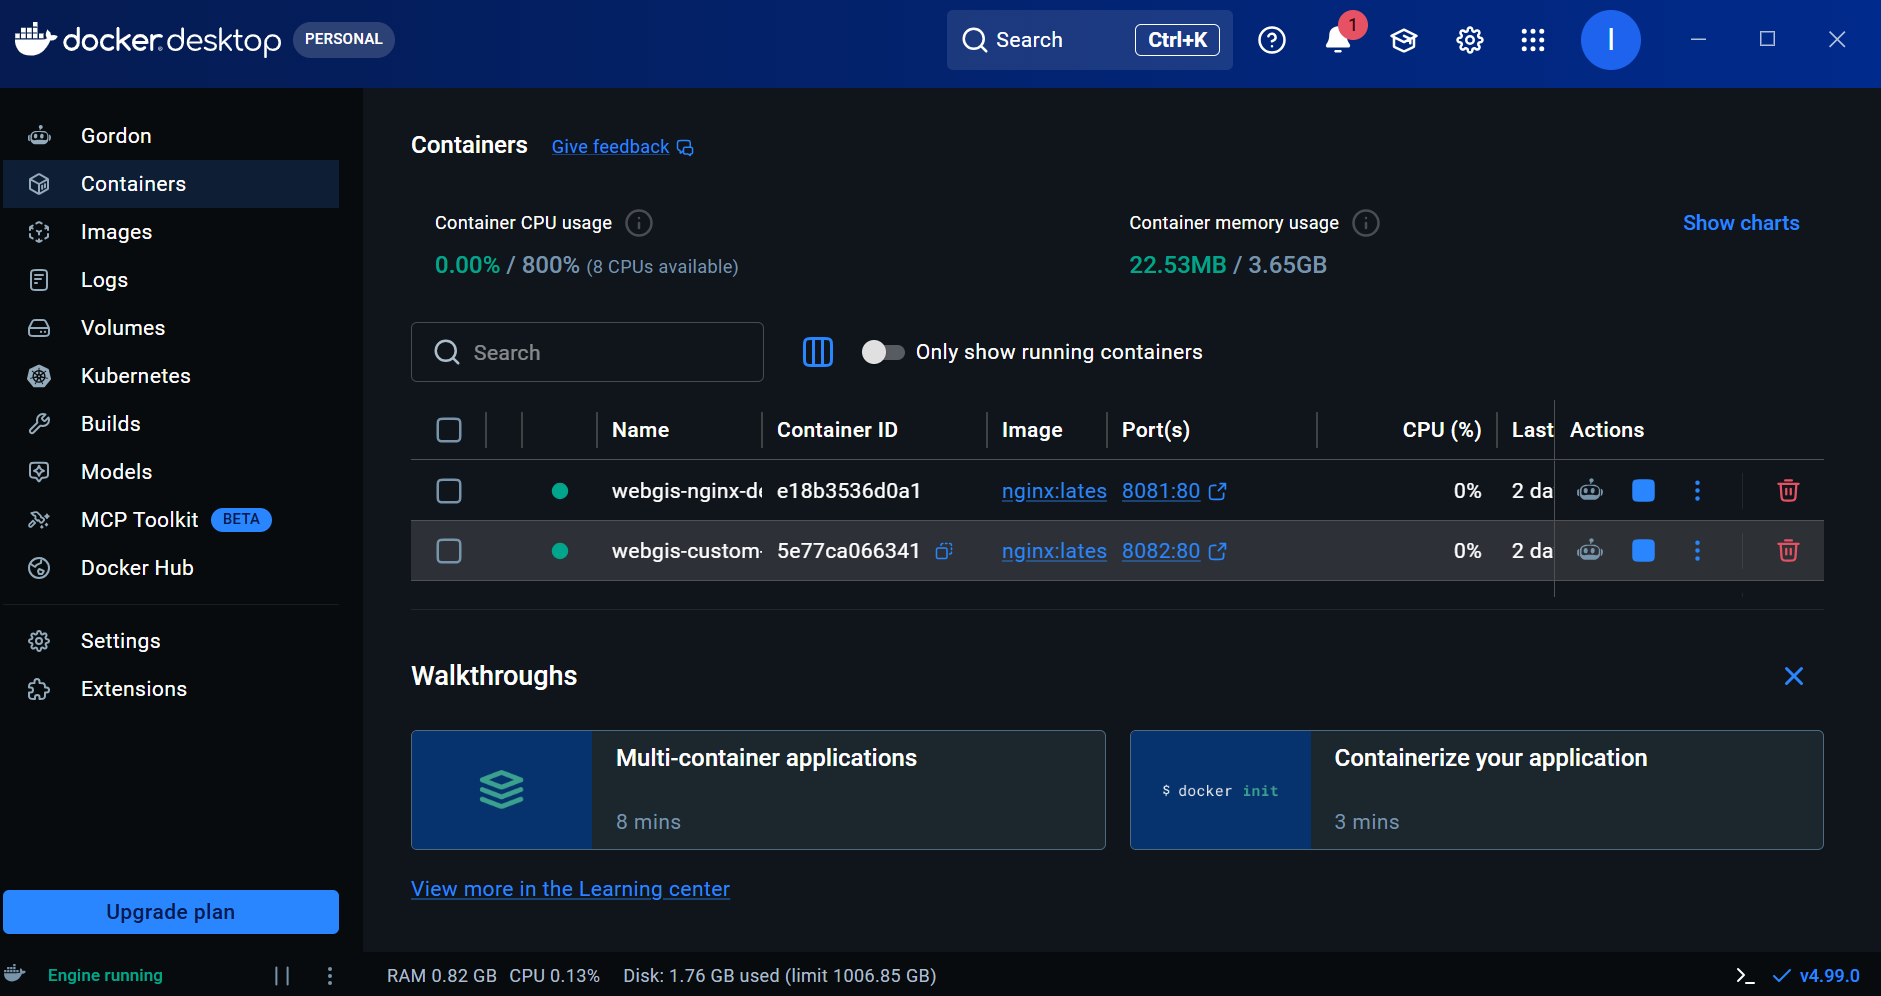 docker.desktop PERSONAL Search Ctrl+K 1 I
Gordon
Containers
Images
Logs
Volumes
Kubernetes
Builds
Models
MCP Toolkit BETA
Docker Hub
Settings
Extensions
Upgrade plan
Containers Give feedback
Container CPU usage
0.00% / 800% (8 CPUs available)
Container memory usage
22.53MB / 3.65GB
Show charts
Search
Only show running containers
Name Container ID Image Port(s) CPU (%) Last Actions
webgis-nginx-de e18b3536d0a1 nginx:lates 8081:80 0% 2 da
webgis-custom- 5e77ca066341 nginx:lates 8082:80 0% 2 da
Walkthroughs
Multi-container applications
8 mins
$ docker init
Containerize your application
3 mins
View more in the Learning center
Engine running RAM 0.82 GB CPU 0.13% Disk: 1.76 GB used (limit 1006.85 GB) v4.99.0